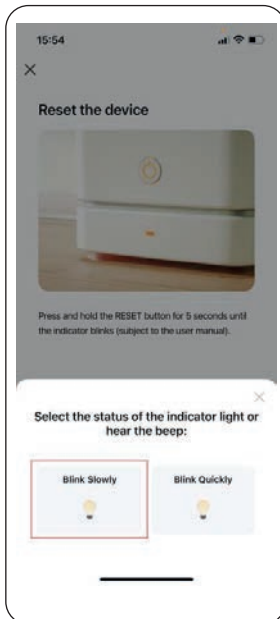 15:54
Reset the device
Press and hold the RESET button for 5 seconds until
the indicator blinks (subject to the user manual).
Select the status of the indicator light or
hear the beep:
Blink Slowly
Blink Quickly